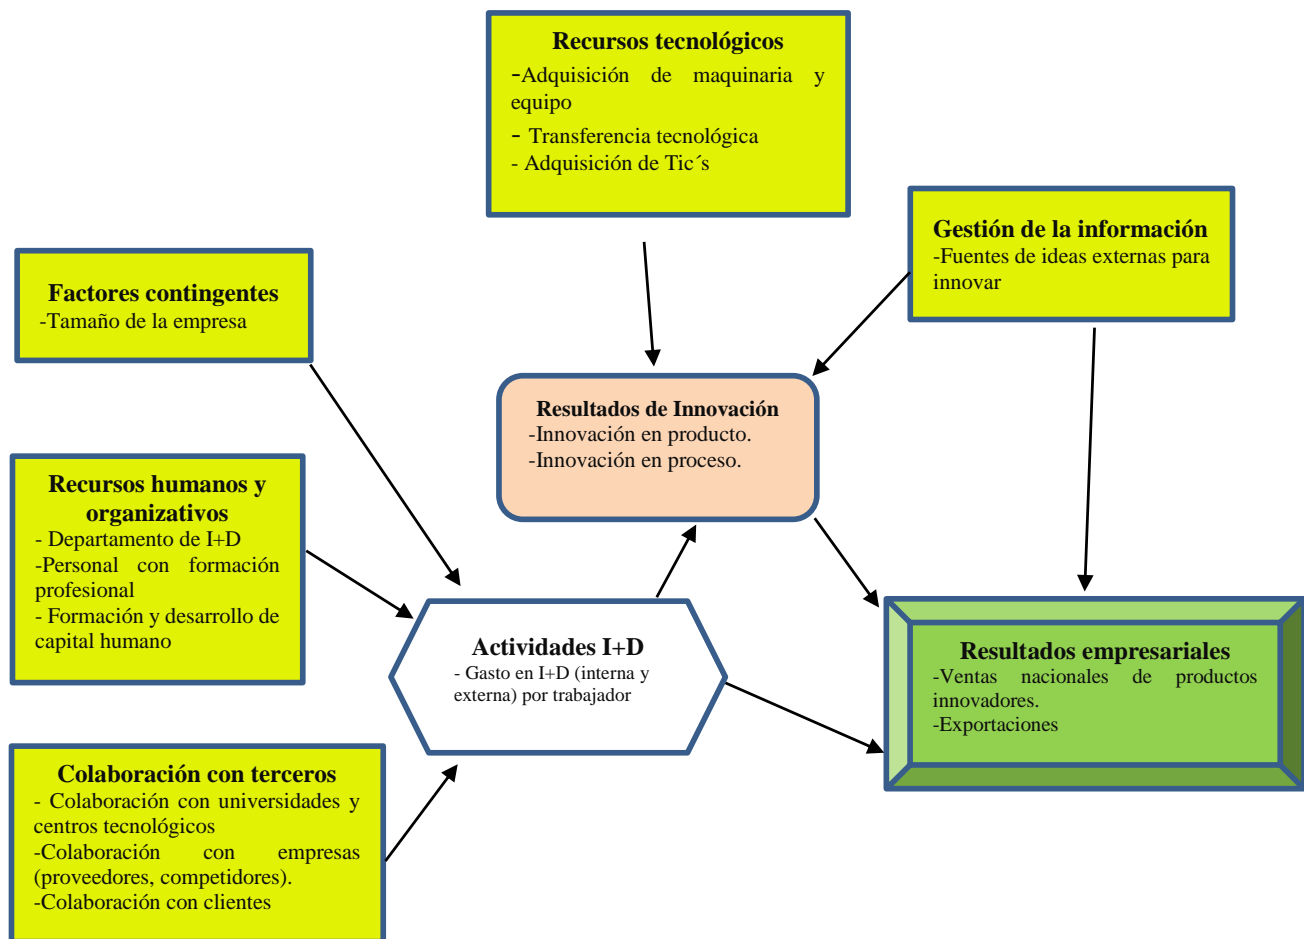 Recursos tecnológicos
-Adquisición de maquinaria y
equipo
- Transferencia tecnológica
- Adquisición de Tic´s
Gestión de la información
-Fuentes de ideas externas para
innovar
Factores contingentes
-Tamaño de la empresa
Resultados de Innovación
-Innovación en producto.
-Innovación en proceso.
Recursos humanos y
organizativos
- Departamento de I+D
-Personal con formación
profesional
- Formación y desarrollo de
capital humano
Actividades I+D
- Gasto en I+D (interna y
externa) por trabajador
Resultados empresariales
-Ventas nacionales de productos
innovadores.
-Exportaciones
Colaboración con terceros
- Colaboración con universidades y
centros tecnológicos
-Colaboración con empresas
(proveedores, competidores).
-Colaboración con clientes